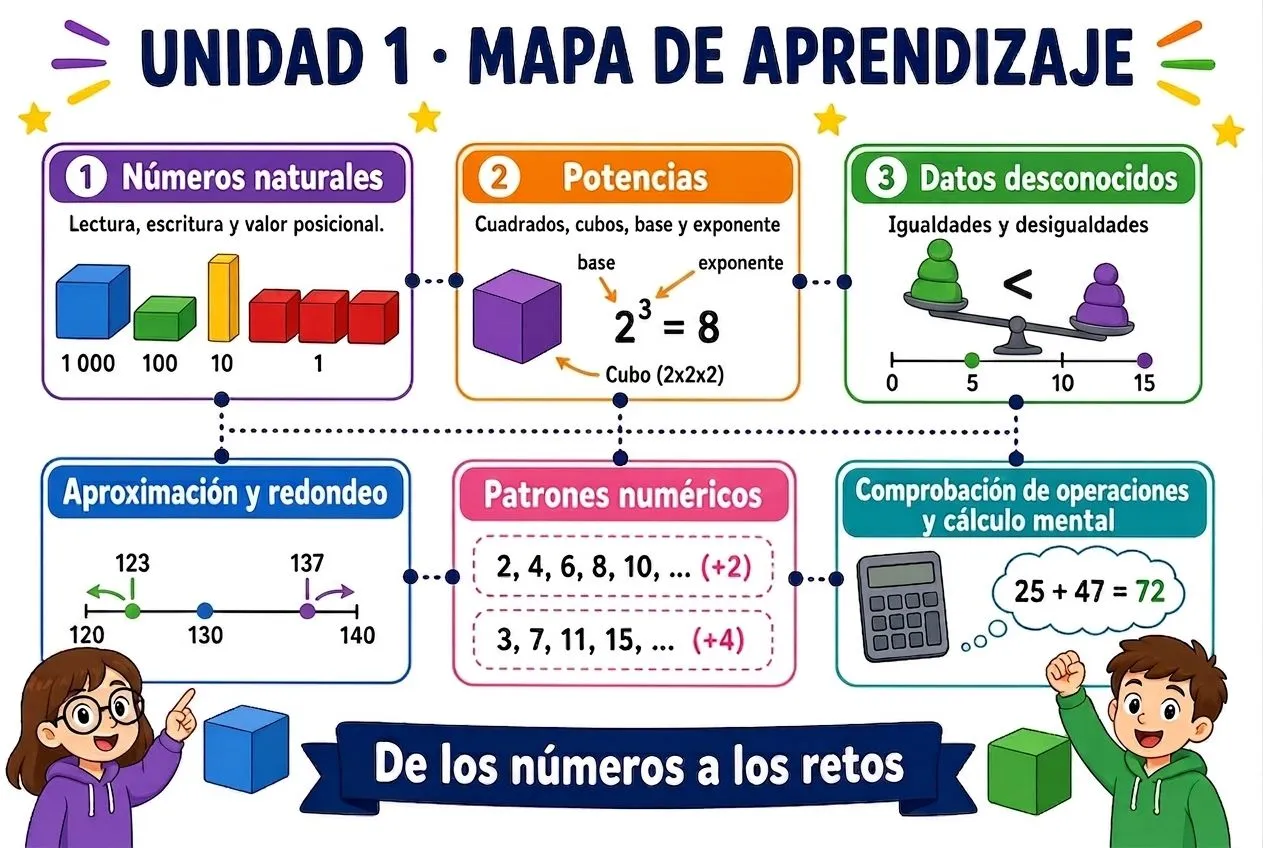 UNIDAD 1 · MAPA DE APRENDIZAJE
1 Números naturales
Lectura, escritura y valor posicional.
1 000 100 10 1
2 Potencias
Cuadrados, cubos, base y exponente
base exponente
2³ = 8
Cubo (2x2x2)
3 Datos desconocidos
Igualdades y desigualdades
<
0 5 10 15
Aproximación y redondeo
123 137
120 130 140
Patrones numéricos
2, 4, 6, 8, 10, ... (+2)
3, 7, 11, 15, ... (+4)
Comprobación de operaciones
y cálculo mental
25 + 47 = 72
De los números a los retos